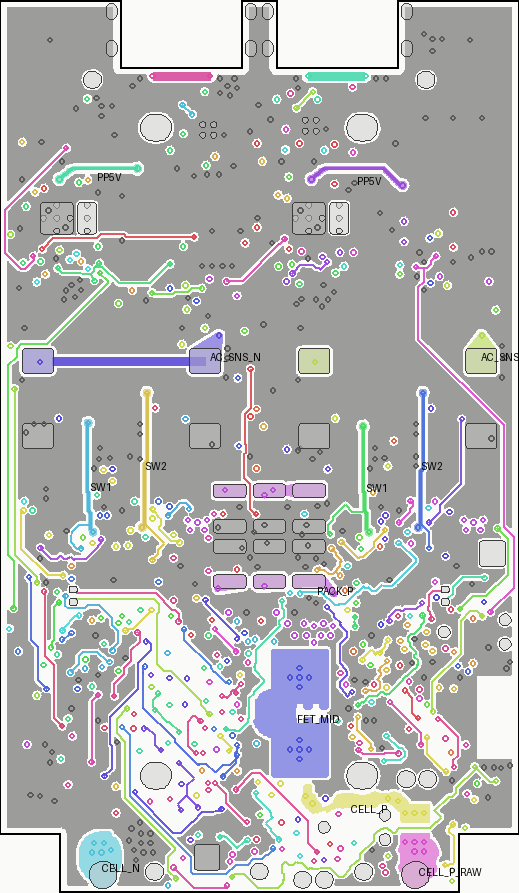 PP5V
PP5V
AC_SNS_N
AC_SNS
SW2
SW2
SW1
SW1
PACK_P
FET_MID
CELL_P
CELL_N
CELL_P_RAW